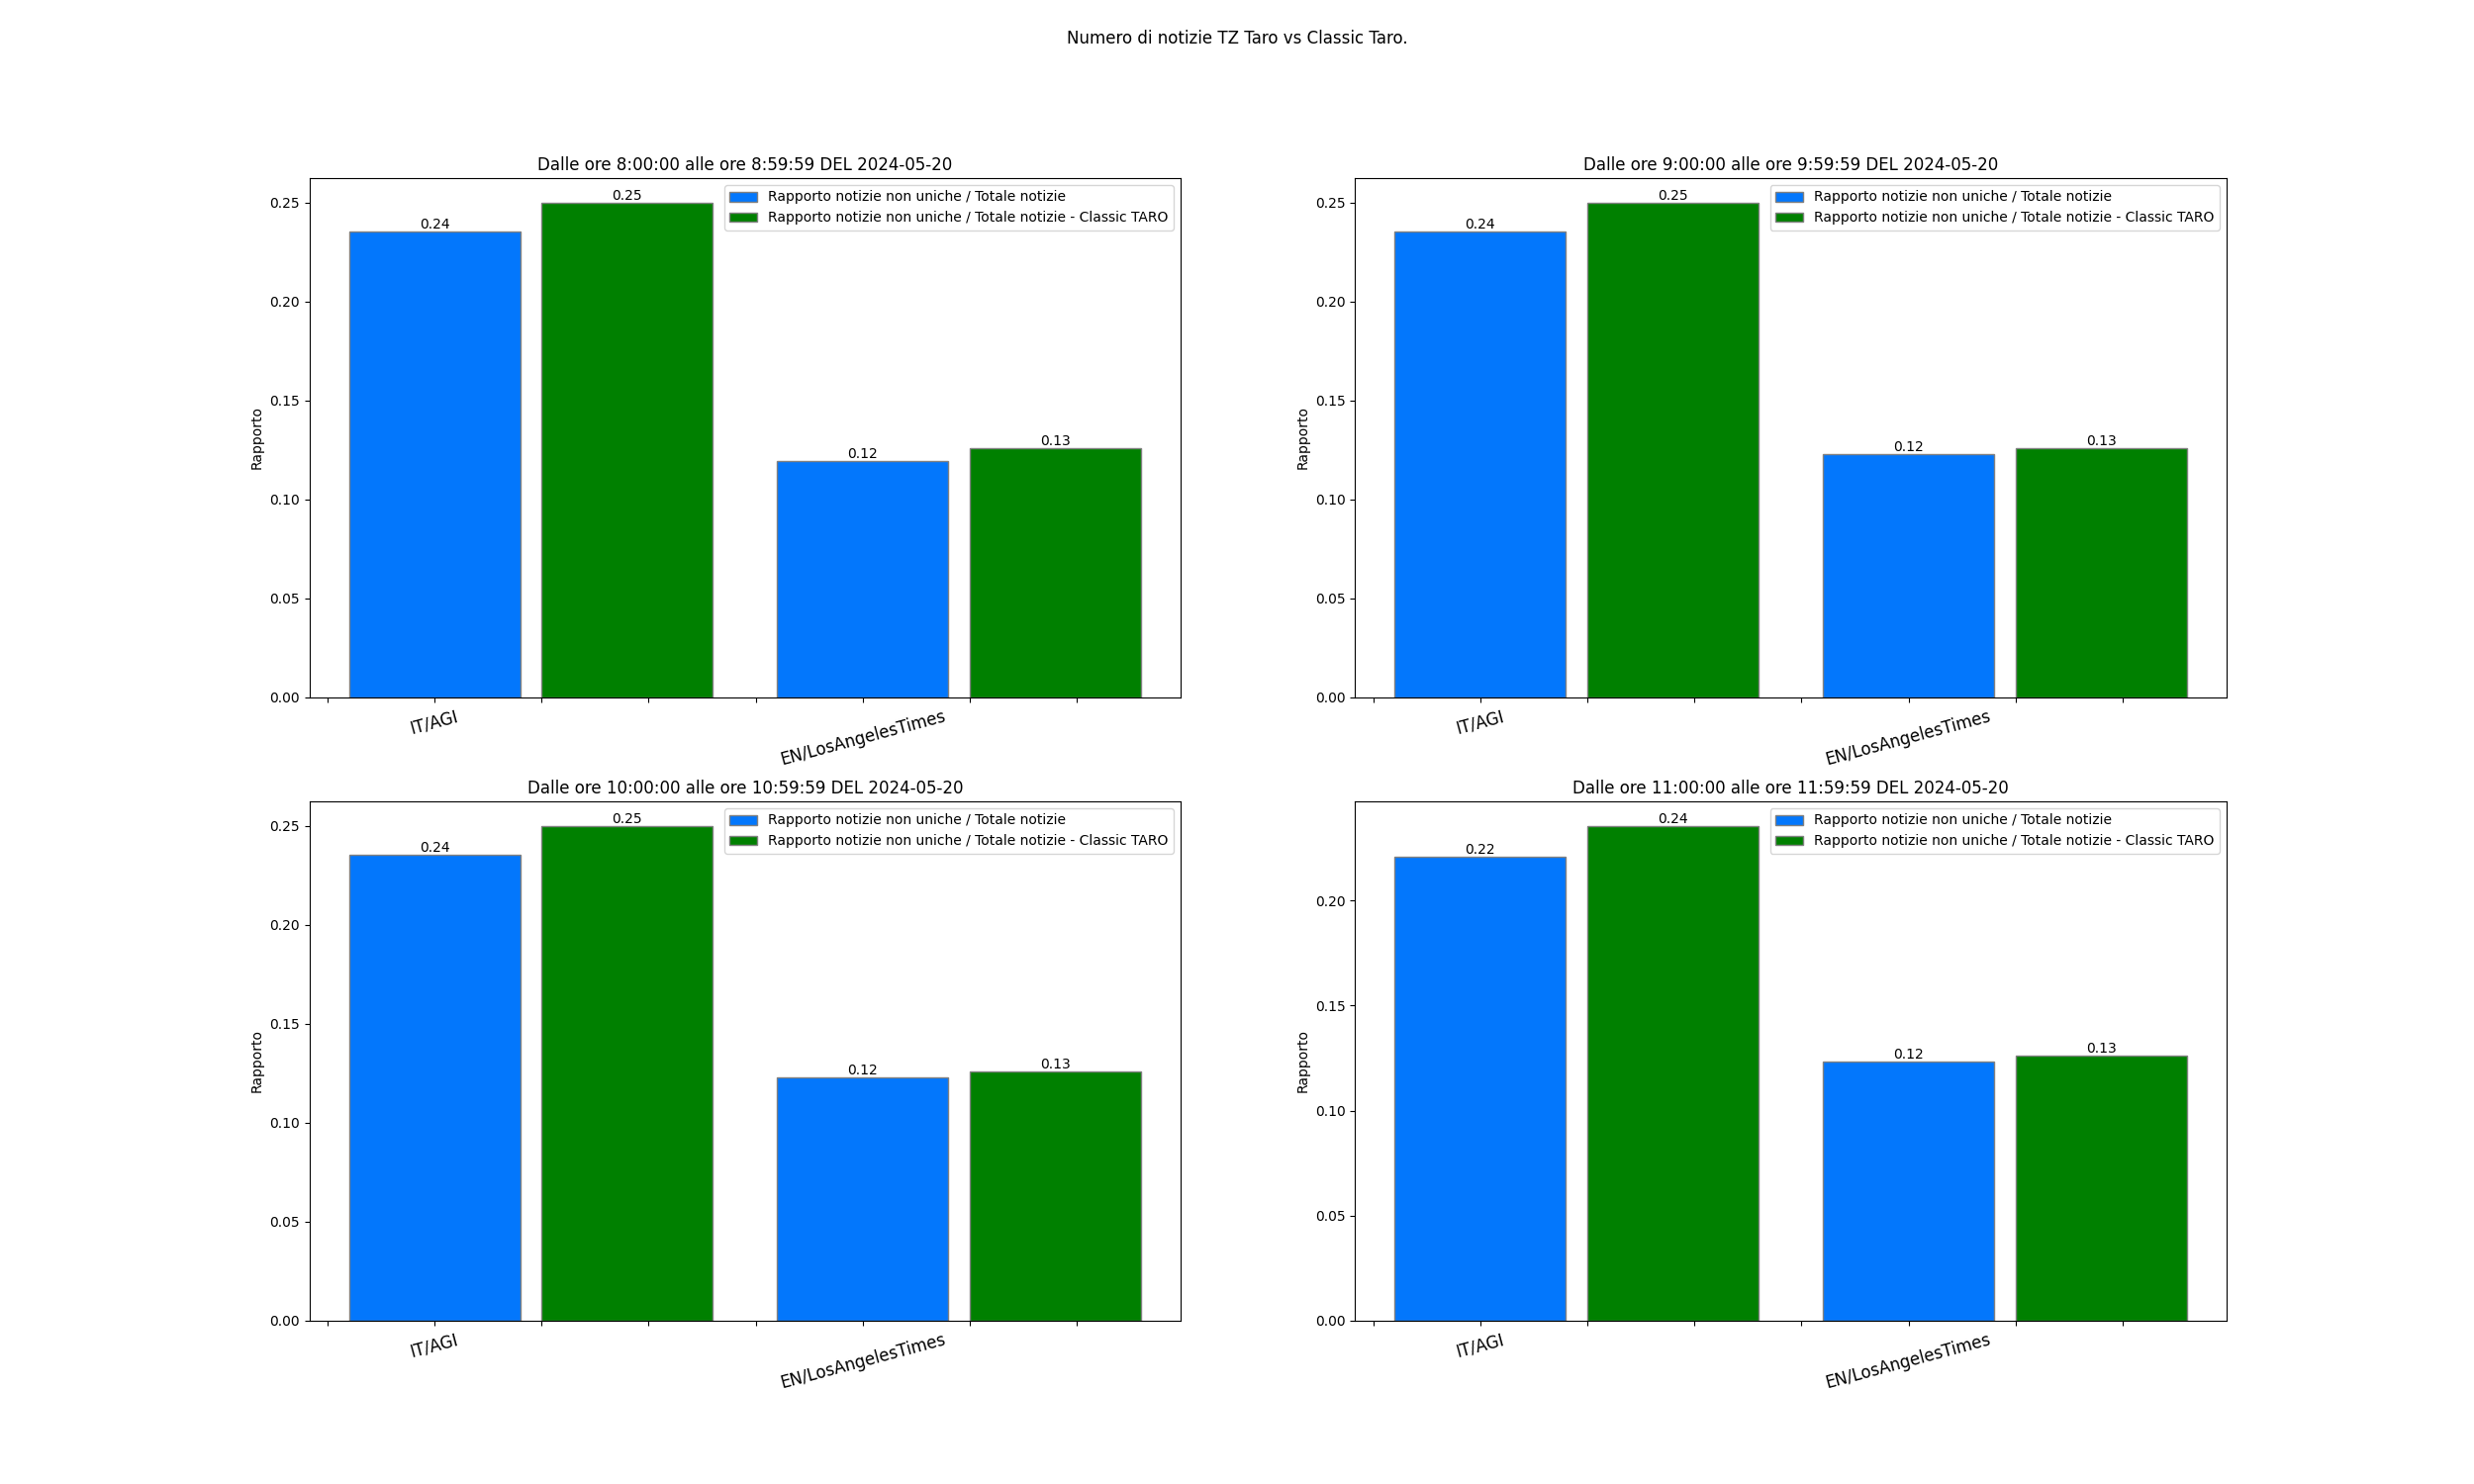 Numero di notizie TZ Taro vs Classic Taro.
Dalle ore 8:00:00 alle ore 8:59:59 DEL 2024-05-20
Rapporto notizie non uniche / Totale notizie
Rapporto notizie non uniche / Totale notizie - Classic TARO
0.24
0.25
0.12
0.13
0.25
0.20
0.15
0.10
0.05
0.00
Rapporto
IT/AGI
EN/LosAngelesTimes
Dalle ore 9:00:00 alle ore 9:59:59 DEL 2024-05-20
Rapporto notizie non uniche / Totale notizie
Rapporto notizie non uniche / Totale notizie - Classic TARO
0.24
0.25
0.12
0.13
0.25
0.20
0.15
0.10
0.05
0.00
Rapporto
IT/AGI
EN/LosAngelesTimes
Dalle ore 10:00:00 alle ore 10:59:59 DEL 2024-05-20
Rapporto notizie non uniche / Totale notizie
Rapporto notizie non uniche / Totale notizie - Classic TARO
0.24
0.25
0.12
0.13
0.25
0.20
0.15
0.10
0.05
0.00
Rapporto
IT/AGI
EN/LosAngelesTimes
Dalle ore 11:00:00 alle ore 11:59:59 DEL 2024-05-20
Rapporto notizie non uniche / Totale notizie
Rapporto notizie non uniche / Totale notizie - Classic TARO
0.22
0.24
0.12
0.13
0.20
0.15
0.10
0.05
0.00
Rapporto
IT/AGI
EN/LosAngelesTimes